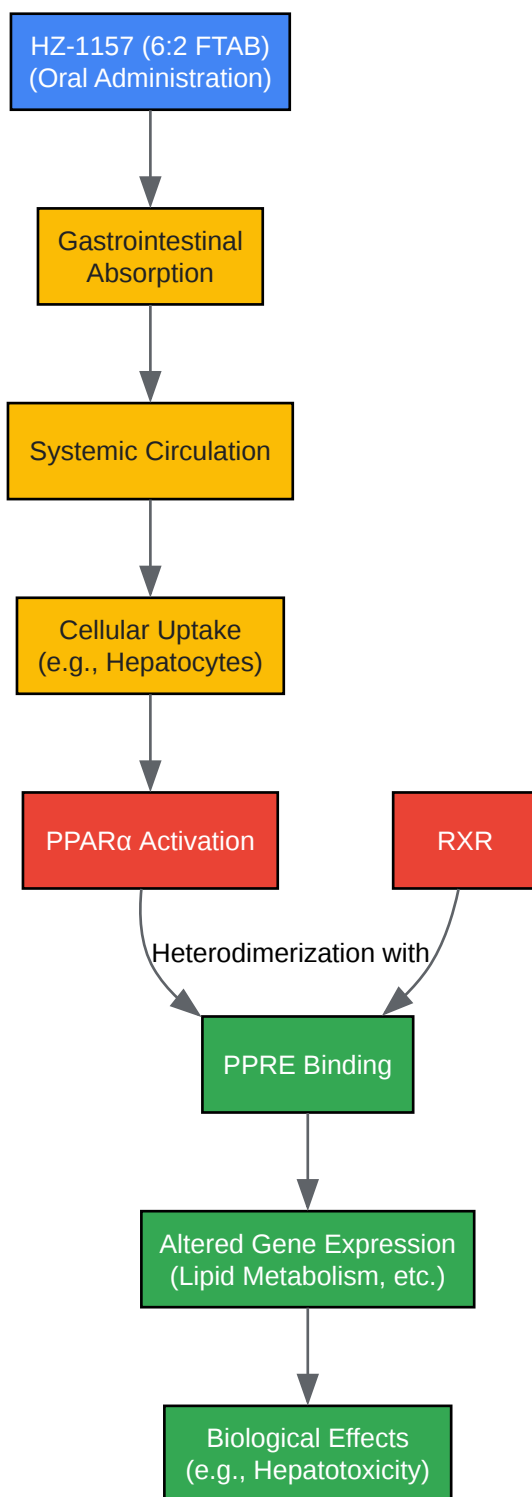 HZ-1157 (6:2 FTAB)
(Oral Administration)
Gastrointestinal
Absorption
Systemic Circulation
Cellular Uptake
(e.g., Hepatocytes)
PPARα Activation
RXR
Heterodimerization with
PPRE Binding
Altered Gene Expression
(Lipid Metabolism, etc.)
Biological Effects
(e.g., Hepatotoxicity)